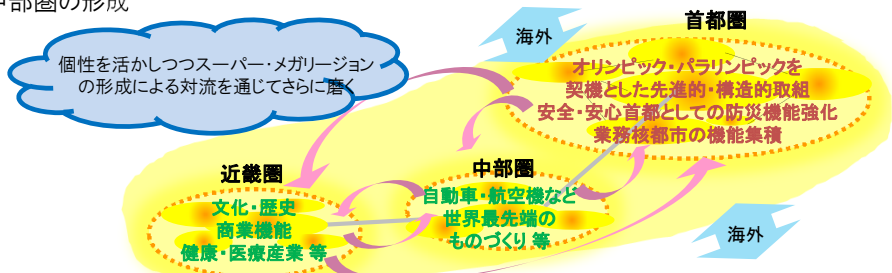 中部圏の形成
海外
首都圏
個性を活かしつつスーパー・メガリージョン
の形成による対流を通じてさらに磨く
オリンピック・パラリンピックを
契機とした先進的・構造的取組
安全・安心首都としての防災機能強化
業務核都市の機能集積
近畿圏
文化・歴史
商業機能
健康・医療産業 等
中部圏
自動車・航空機など
世界最先端の
ものづくり 等
海外